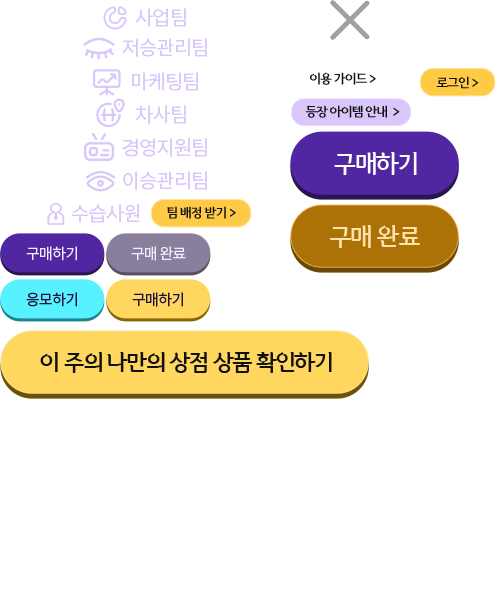 사업팀
저승관리팀
마케팅팀
차사팀
경영지원팀
이승관리팀
수습사원
팀 배정 받기 >
이용 가이드 >
로그인 >
등장 아이템 안내 >
구매하기
구매 완료
구매하기
구매 완료
응모하기
구매하기
이 주의 나만의 상점 상품 확인하기